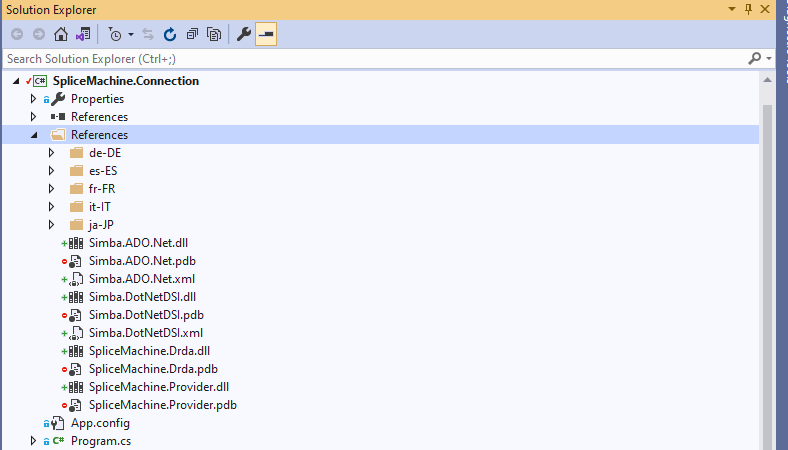 Solution Explorer
Search Solution Explorer (Ctrl+;)
C# SpliceMachine.Connection
Properties
References
References
de-DE
es-ES
fr-FR
it-IT
ja-JP
Simba.ADO.Net.dll
Simba.ADO.Net.pdb
Simba.ADO.Net.xml
Simba.DotNetDSI.dll
Simba.DotNetDSI.pdb
Simba.DotNetDSI.xml
SpliceMachine.Drda.dll
SpliceMachine.Drda.pdb
SpliceMachine.Provider.dll
SpliceMachine.Provider.pdb
App.config
C# Program.cs